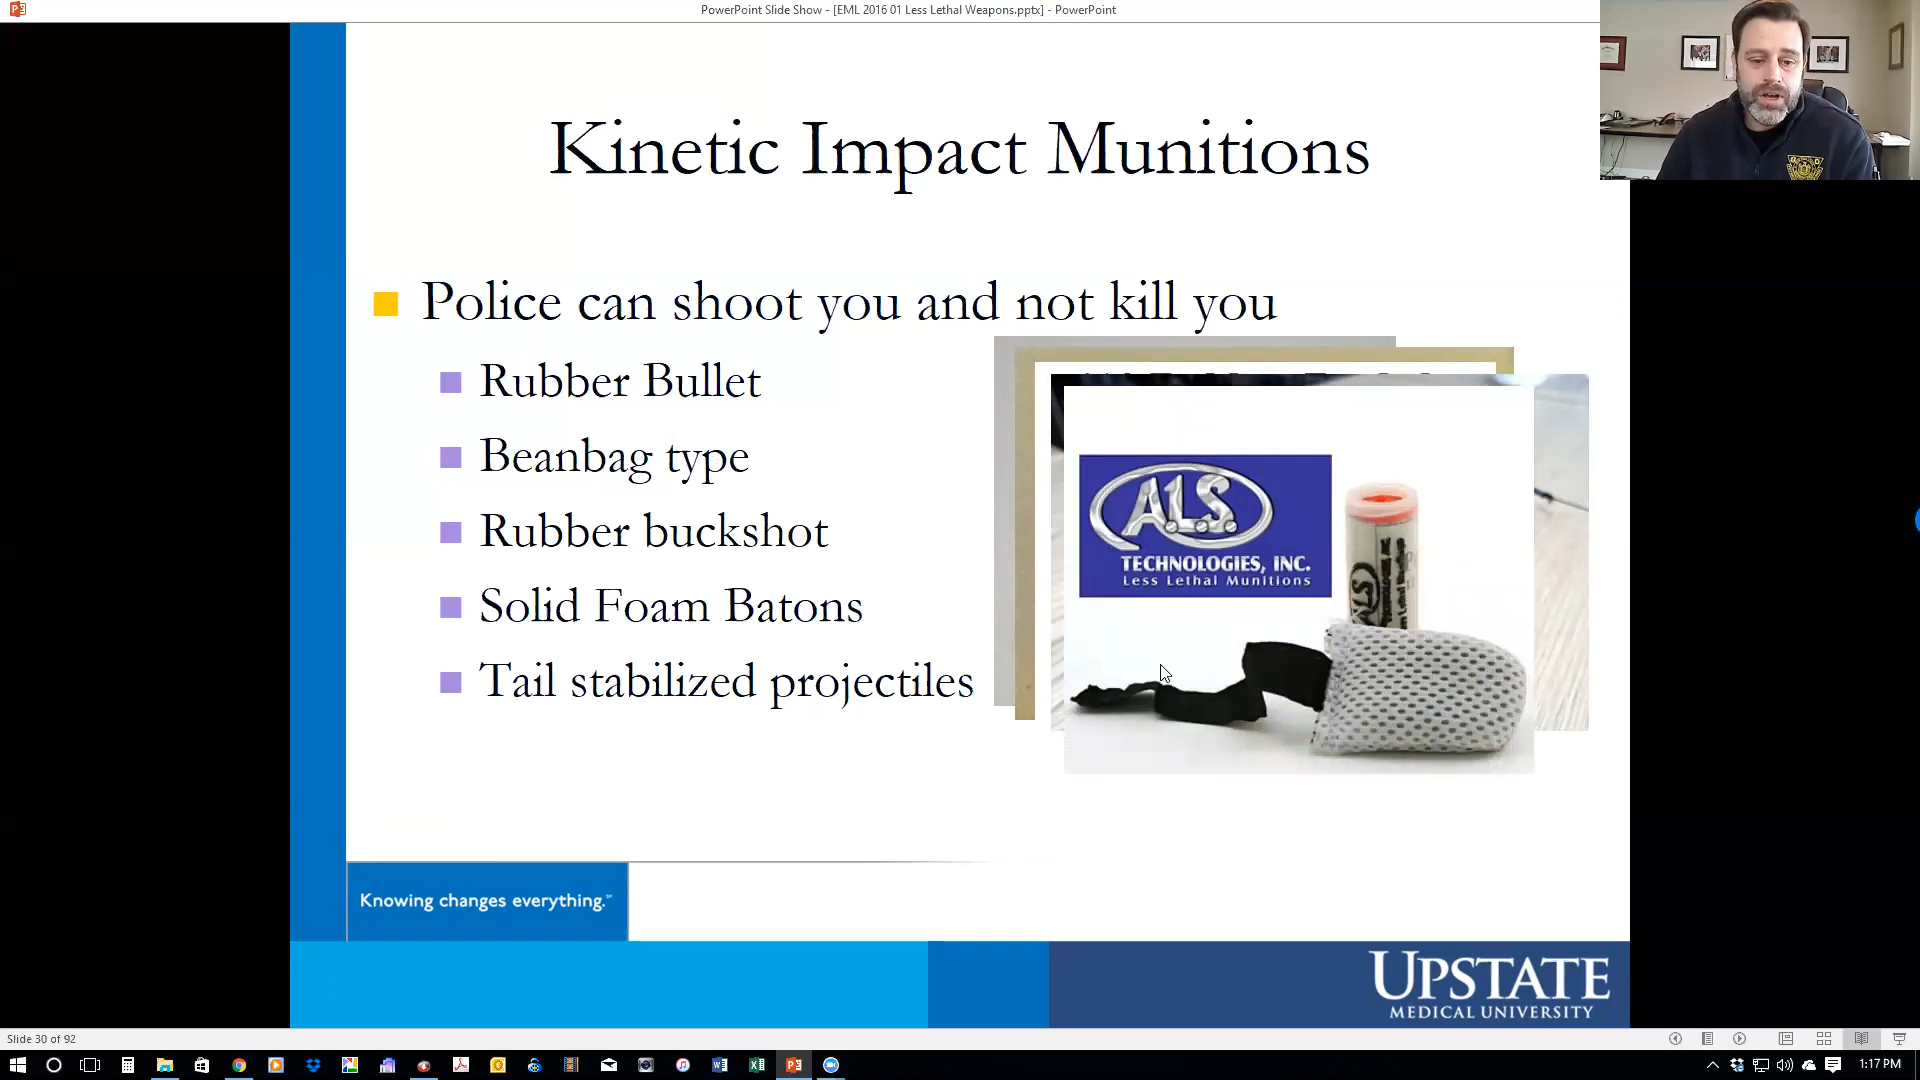 PowerPoint Slide Show - [EML 2016 01 Less Lethal Weapons.pptx] - PowerPoint
Kinetic Impact Munitions
Police can shoot you and not kill you
Rubber Bullet
Beanbag type
Rubber buckshot
Solid Foam Batons
Tail stabilized projectiles
A.L.S.
TECHNOLOGIES, INC.
Less Lethal Munitions
ALS
Knowing changes everything.℠
UPSTATE
MEDICAL UNIVERSITY
Slide 30 of 92
1:17 PM